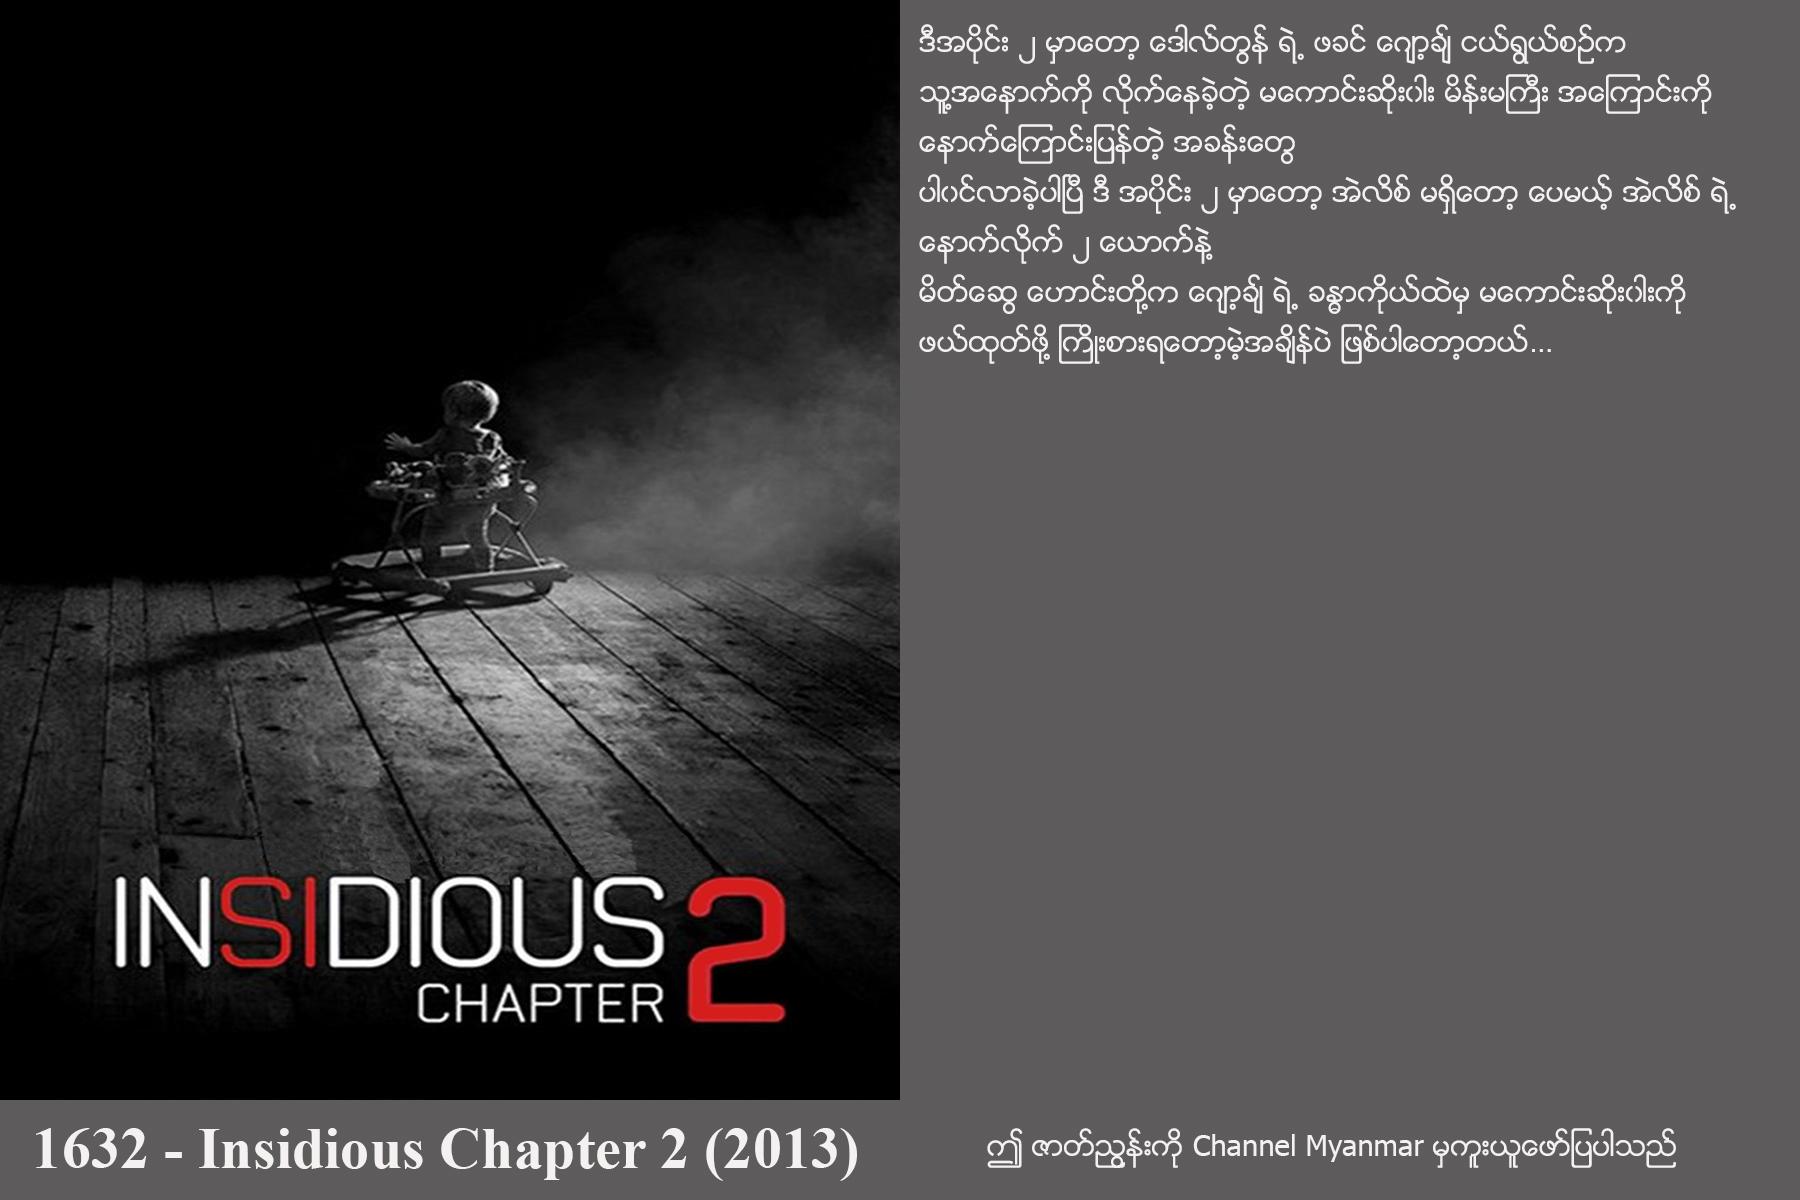 ဒီအပိုင်း ၂ မှာတော့ ဒေါလ်တွန် ရဲ့ ဖခင် ဂျော့ချ် ငယ်ရွယ်စဉ်က
သူ့အနောက်ကို လိုက်နေခဲ့တဲ့ မကောင်းဆိုးဝါး မိန်းမကြီး အကြောင်းကို
နောက်ကြောင်းပြန်တဲ့ အခန်းတွေ
ပါဝင်လာခဲ့ပါပြီ ဒီ အပိုင်း ၂ မှာတော့ အဲလိစ် မရှိတော့ ပေမယ့် အဲလိစ် ရဲ့
နောက်လိုက် ၂ ယောက်နဲ့
မိတ်ဆွေ ဟောင်းတို့က ဂျော့ချ် ရဲ့ ခန္ဓာကိုယ်ထဲမှ မကောင်းဆိုးဝါးကို
ဖယ်ထုတ်ဖို့ ကြိုးစားရတော့မဲ့အချိန်ပဲ ဖြစ်ပါတော့တယ်...
INSIDIOUS 2
CHAPTER
1632 - Insidious Chapter 2 (2013)
ဤ ဇာတ်ညွှန်းကို Channel Myanmar မှကူးယူဖော်ပြပါသည်